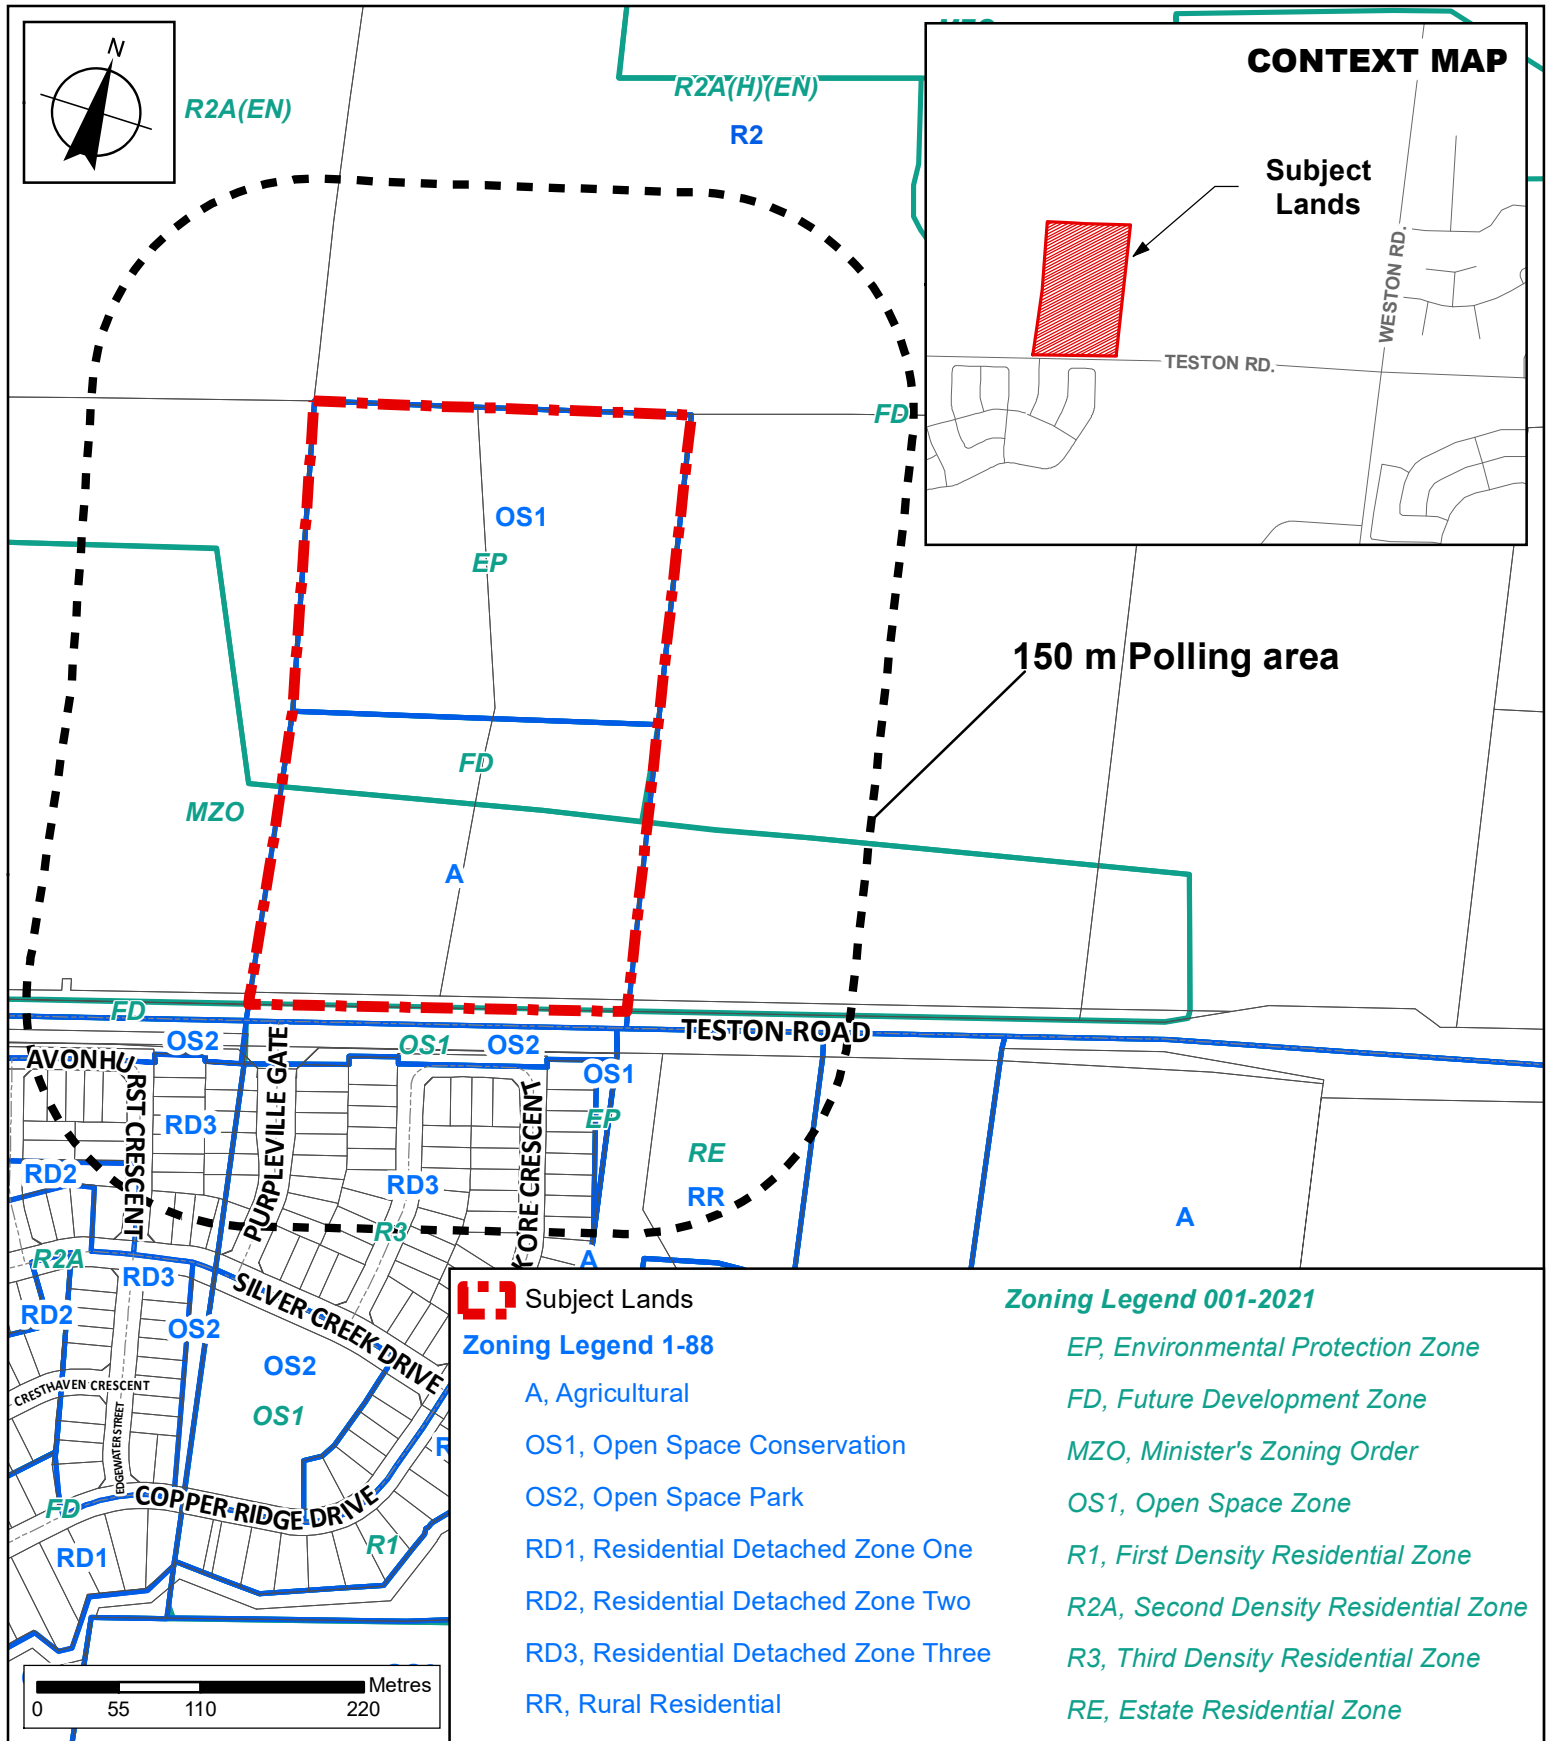 N
R2A(EN)
R2A(H)(EN)
R2
CONTEXT MAP
Subject
Lands
WESTON RD.
TESTON RD.
FD
OS1
EP
150 m Polling area
FD
MZO
A
FD
OS2
OS1
OS2
TESTON ROAD
AVONHURST CRESCENT
PURPLEVILLE GATE
OS1
EP
RD3
RE
RD2
RD3
RR
KORE CRESCENT
R3
A
A
R2A
RD3
SILVER CREEK DRIVE
RD2
OS2
OS2
CRESTHAVEN CRESCENT
OS1
EDGEWATER STREET
COPPER RIDGE DRIVE
FD
R1
RD1
Metres
0 55 110 220
Subject Lands
Zoning Legend 1-88
A, Agricultural
OS1, Open Space Conservation
OS2, Open Space Park
RD1, Residential Detached Zone One
RD2, Residential Detached Zone Two
RD3, Residential Detached Zone Three
RR, Rural Residential
Zoning Legend 001-2021
EP, Environmental Protection Zone
FD, Future Development Zone
MZO, Minister's Zoning Order
OS1, Open Space Zone
R1, First Density Residential Zone
R2A, Second Density Residential Zone
R3, Third Density Residential Zone
RE, Estate Residential Zone